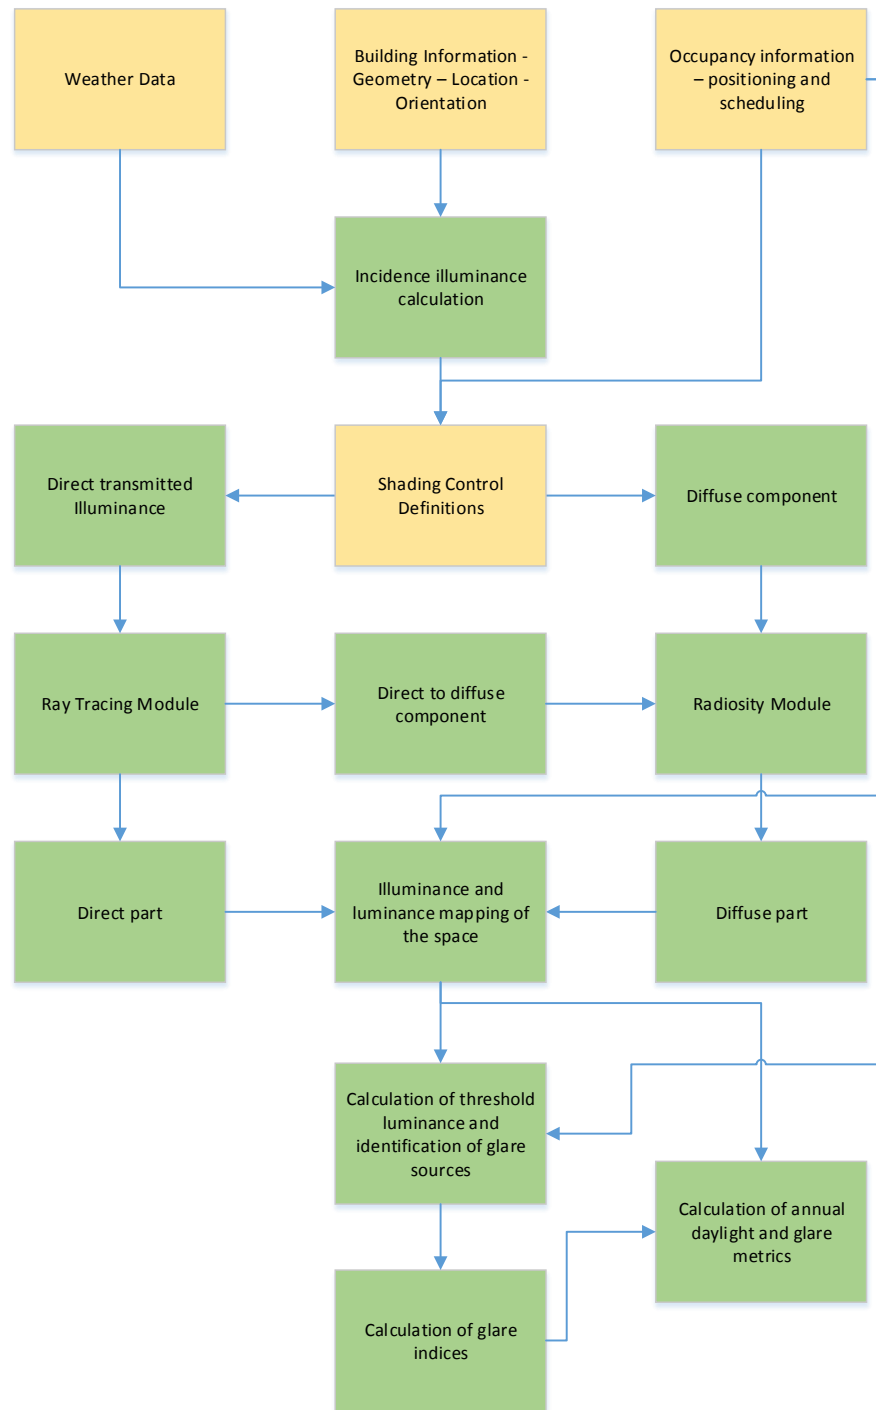 Weather Data
Building Information -
Geometry – Location -
Orientation
Occupancy information
– positioning and
scheduling
Incidence illuminance
calculation
Direct transmitted
Illuminance
Shading Control
Definitions
Diffuse component
Ray Tracing Module
Direct to diffuse
component
Radiosity Module
Direct part
Illuminance and
luminance mapping of
the space
Diffuse part
Calculation of threshold
luminance and
identification of glare
sources
Calculation of annual
daylight and glare
metrics
Calculation of glare
indices